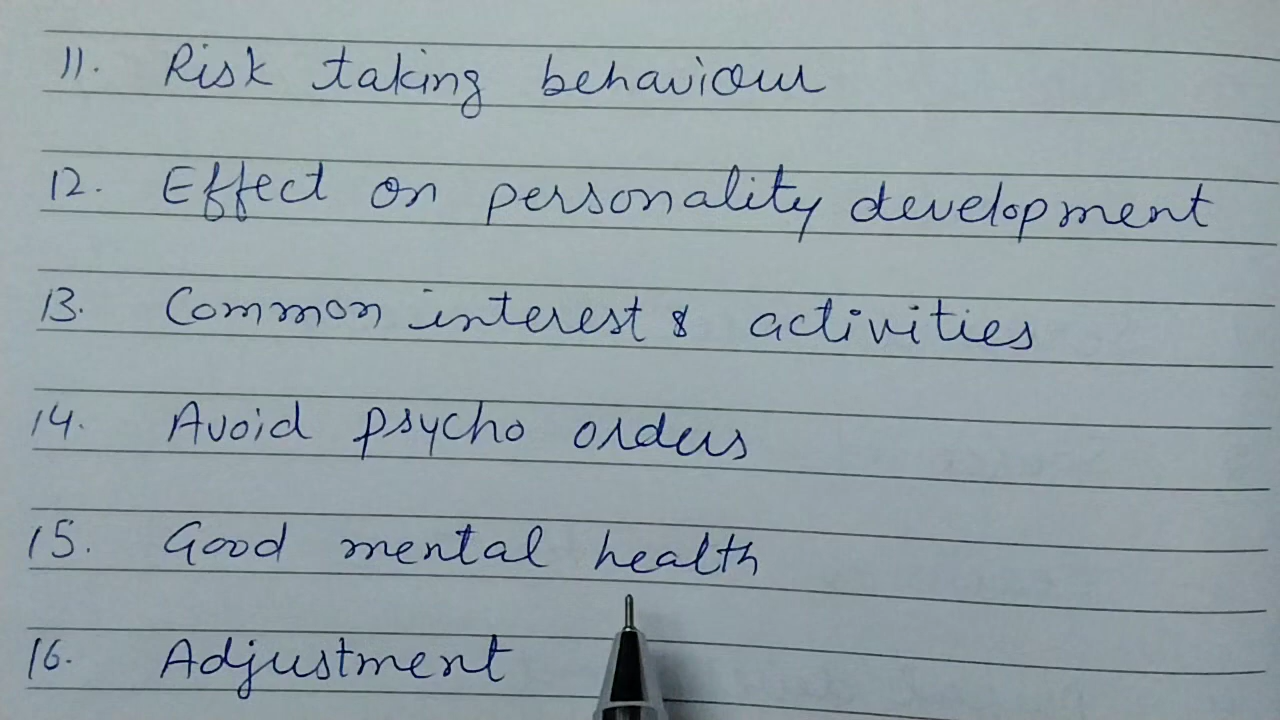 11. Risk taking behaviour
12. Effect on personality development
13. Common interest & activities
14. Avoid psycho orders
15. Good mental health
16. Adjustment